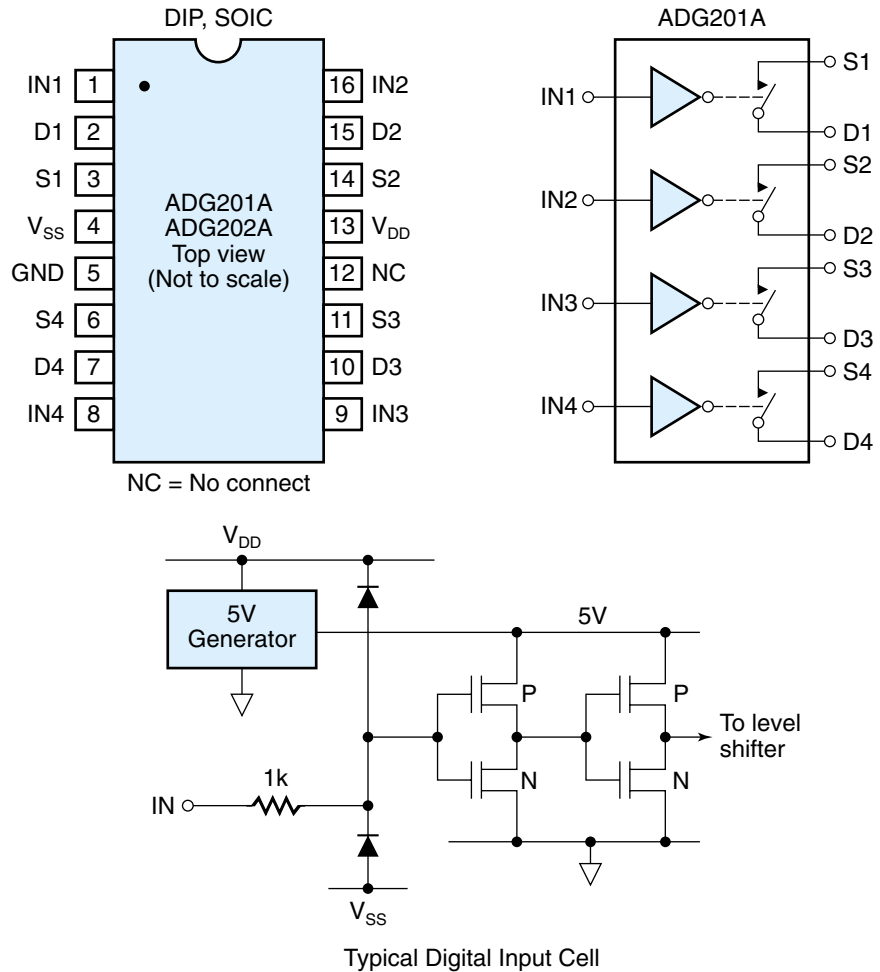 DIP, SOIC
IN1 1 16 IN2
D1 2 15 D2
S1 3 14 S2
VSS 4 13 VDD
GND 5 12 NC
S4 6 11 S3
D4 7 10 D3
IN4 8 9 IN3
ADG201A
ADG202A
Top view
(Not to scale)
NC = No connect
ADG201A
S1
IN1
D1
S2
IN2
D2
S3
IN3
D3
S4
IN4
D4
VDD
5V
Generator
5V
P
P
To level
shifter
N
N
1k
IN
VSS
Typical Digital Input Cell